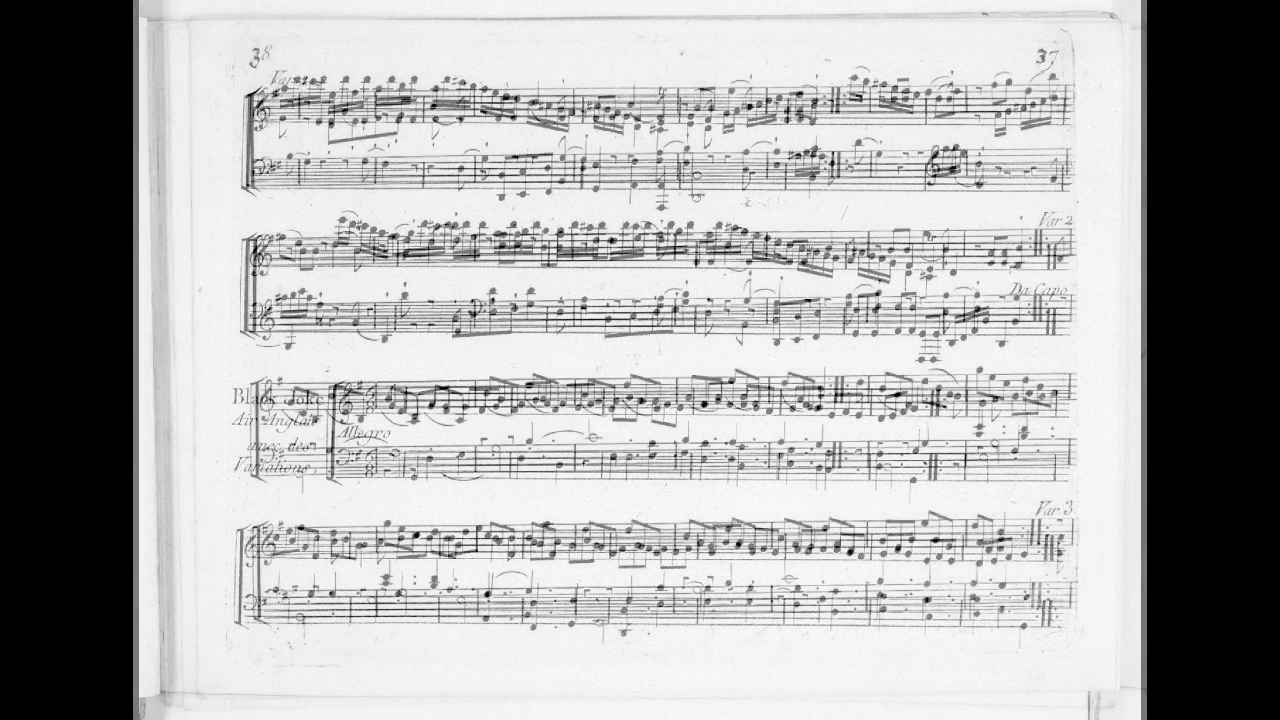 38 37
Var
Var 2
Da Capo
Black Joke
Air Anglais
avec des
Variations
Allegro
Var 3